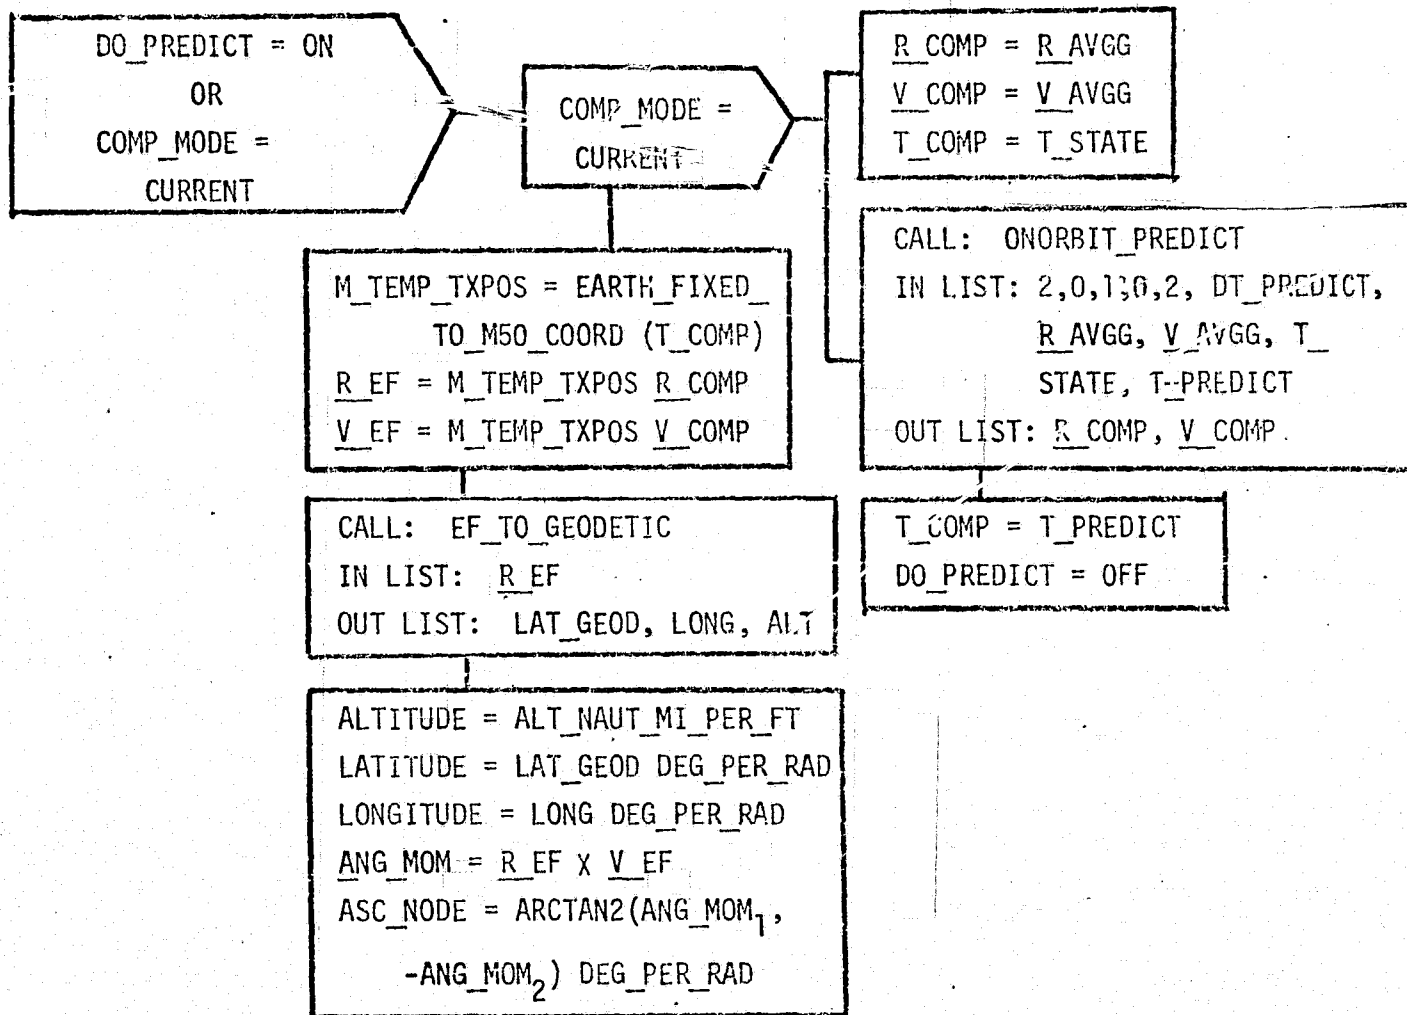 DO_PREDICT = ON
OR
COMP_MODE =
CURRENT
COMP_MODE =
CURRENT
R_COMP = R_AVGG
V_COMP = V_AVGG
T_COMP = T_STATE
CALL: ONORBIT_PREDICT
IN LIST: 2,0,130,2, DT_PREDICT,
R_AVGG, V_AVGG, T_
STATE, T-PREDICT
OUT LIST: R_COMP, V_COMP.
T_COMP = T_PREDICT
DO_PREDICT = OFF
M_TEMP_TXPOS = EARTH_FIXED_
TO_M50_COORD (T_COMP)
R_EF = M_TEMP_TXPOS R_COMP
V_EF = M_TEMP_TXPOS V_COMP
CALL: EF_TO_GEODETIC
IN LIST: R_EF
OUT LIST: LAT_GEOD, LONG, ALT
ALTITUDE = ALT_NAUT_MI_PER_FT
LATITUDE = LAT_GEOD DEG_PER_RAD
LONGITUDE = LONG DEG_PER_RAD
ANG_MOM = R_EF X V_EF
ASC_NODE = ARCTAN2(ANG_MOM₁,
-ANG_MOM₂) DEG_PER_RAD